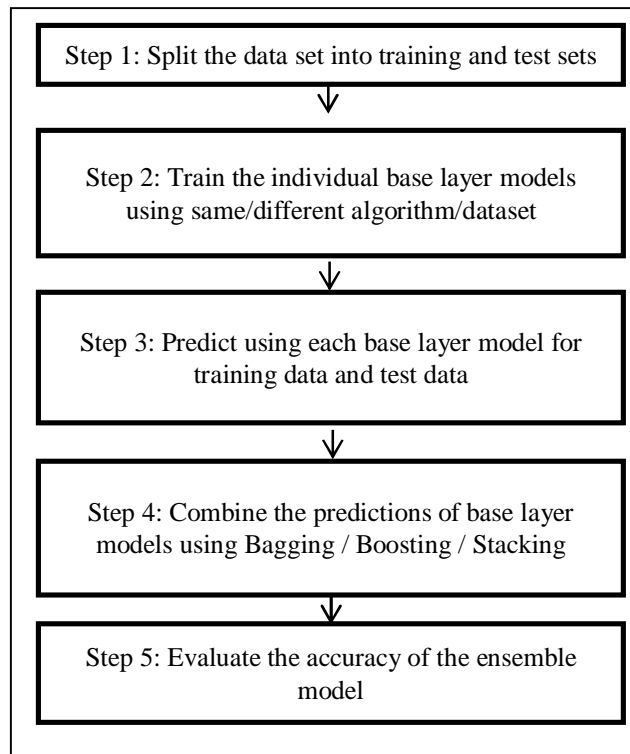 Step 1: Split the data set into training and test sets
Step 2: Train the individual base layer models
using same/different algorithm/dataset
Step 3: Predict using each base layer model for
training data and test data
Step 4: Combine the predictions of base layer
models using Bagging / Boosting / Stacking
Step 5: Evaluate the accuracy of the ensemble
model